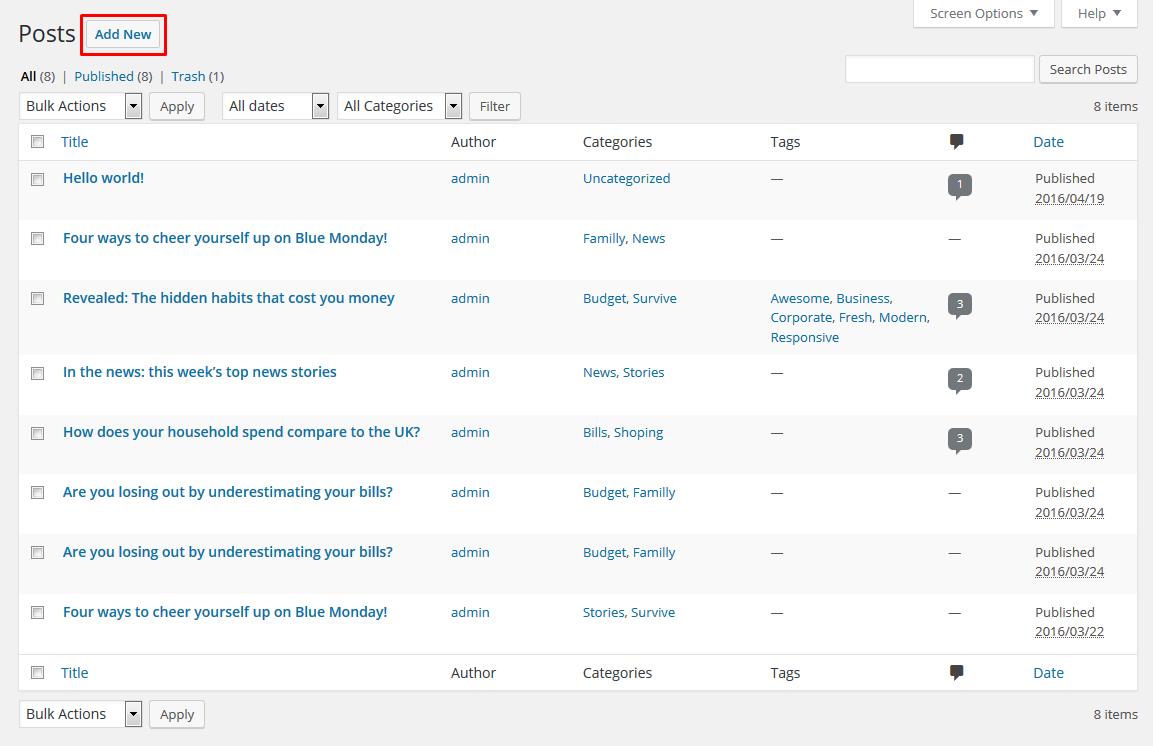 Screen Options ▼ Help ▼
Posts Add New
All (8) | Published (8) | Trash (1)
Search Posts
Bulk Actions Apply All dates All Categories Filter 8 items
Title Author Categories Tags Date
Hello world! admin Uncategorized — 1 Published
2016/04/19
Four ways to cheer yourself up on Blue Monday! admin Familly, News — — Published
2016/03/24
Revealed: The hidden habits that cost you money admin Budget, Survive Awesome, Business, 3 Published
Corporate, Fresh, Modern, 2016/03/24
Responsive
In the news: this week’s top news stories admin News, Stories — 2 Published
2016/03/24
How does your household spend compare to the UK? admin Bills, Shoping — 3 Published
2016/03/24
Are you losing out by underestimating your bills? admin Budget, Familly — — Published
2016/03/24
Are you losing out by underestimating your bills? admin Budget, Familly — — Published
2016/03/24
Four ways to cheer yourself up on Blue Monday! admin Stories, Survive — — Published
2016/03/22
Title Author Categories Tags Date
Bulk Actions Apply 8 items